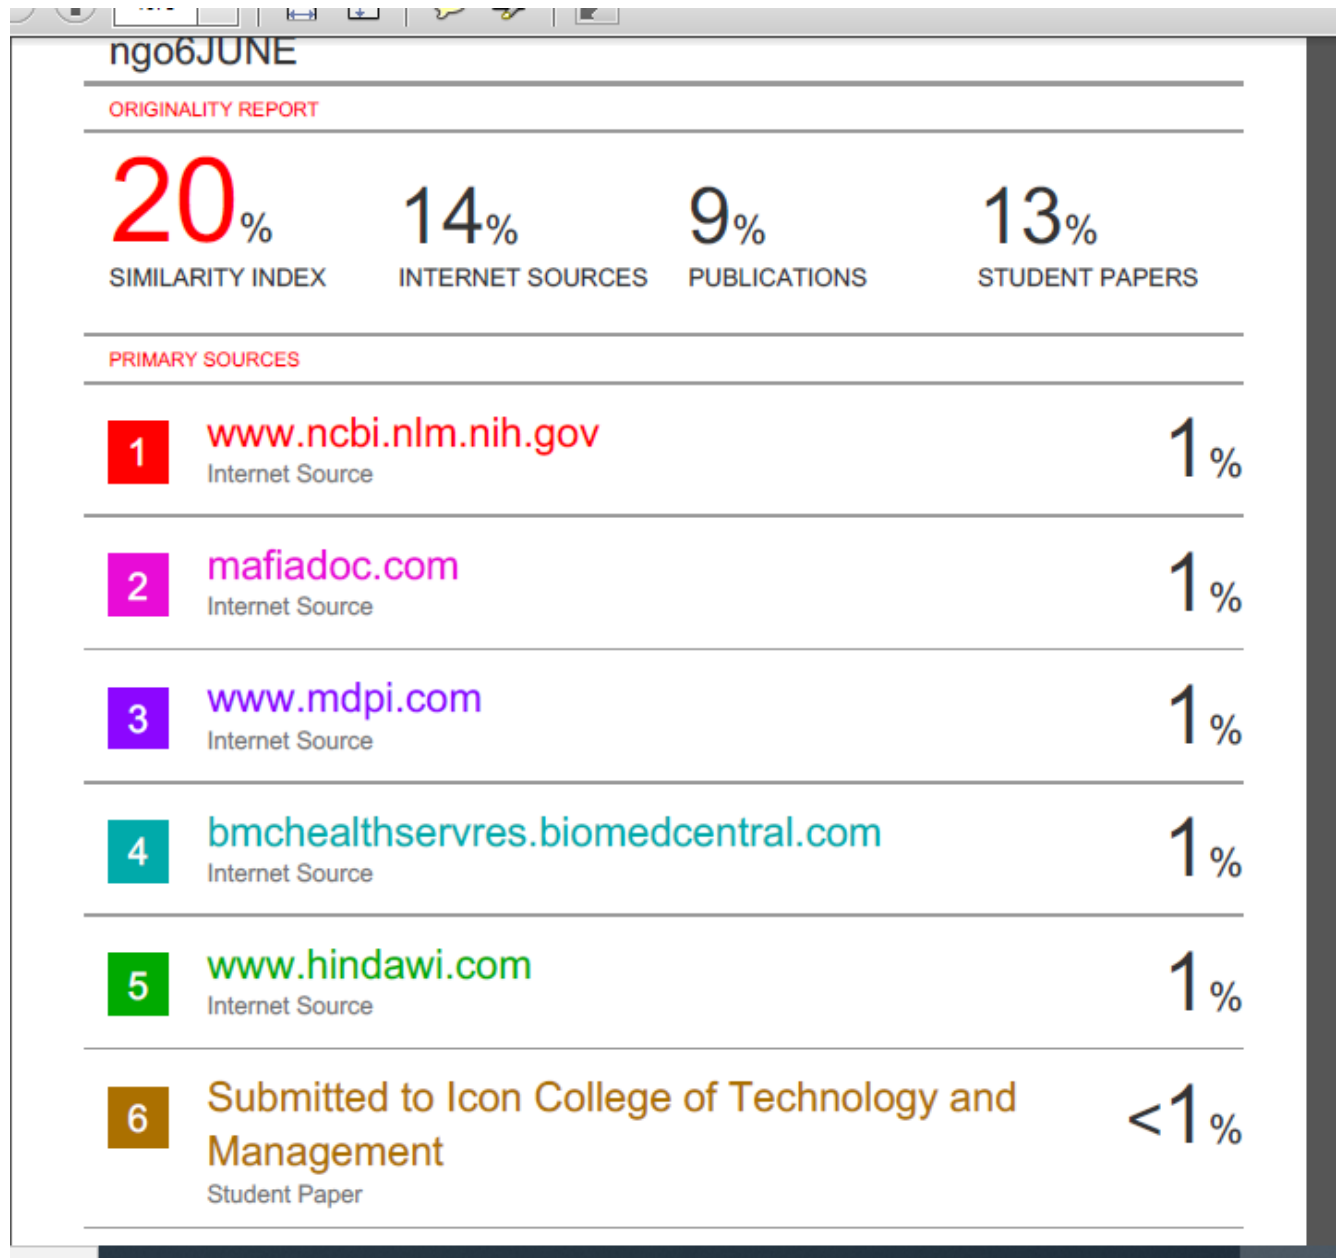 ngo6JUNE
ORIGINALITY REPORT
20%
14%
9%
13%
SIMILARITY INDEX
INTERNET SOURCES
PUBLICATIONS
STUDENT PAPERS
PRIMARY SOURCES
1
www.ncbi.nlm.nih.gov
Internet Source
1%
2
mafiadoc.com
Internet Source
1%
3
www.mdpi.com
Internet Source
1%
4
bmchealthservres.biomedcentral.com
Internet Source
1%
5
www.hindawi.com
Internet Source
1%
6
Submitted to Icon College of Technology and
Management
Student Paper
<1%